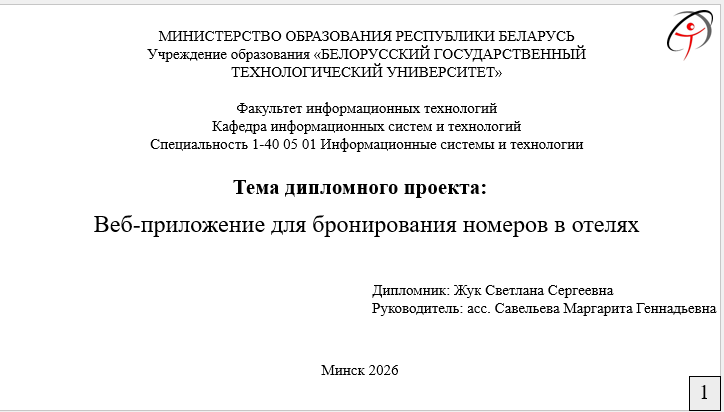 МИНИСТЕРСТВО ОБРАЗОВАНИЯ РЕСПУБЛИКИ БЕЛАРУСЬ
Учреждение образования «БЕЛОРУССКИЙ ГОСУДАРСТВЕННЫЙ
ТЕХНОЛОГИЧЕСКИЙ УНИВЕРСИТЕТ»
Факультет информационных технологий
Кафедра информационных систем и технологий
Специальность 1-40 05 01 Информационные системы и технологии
Тема дипломного проекта:
Веб-приложение для бронирования номеров в отелях
Дипломник: Жук Светлана Сергеевна
Руководитель: асс. Савельева Маргарита Геннадьевна
Минск 2026
1